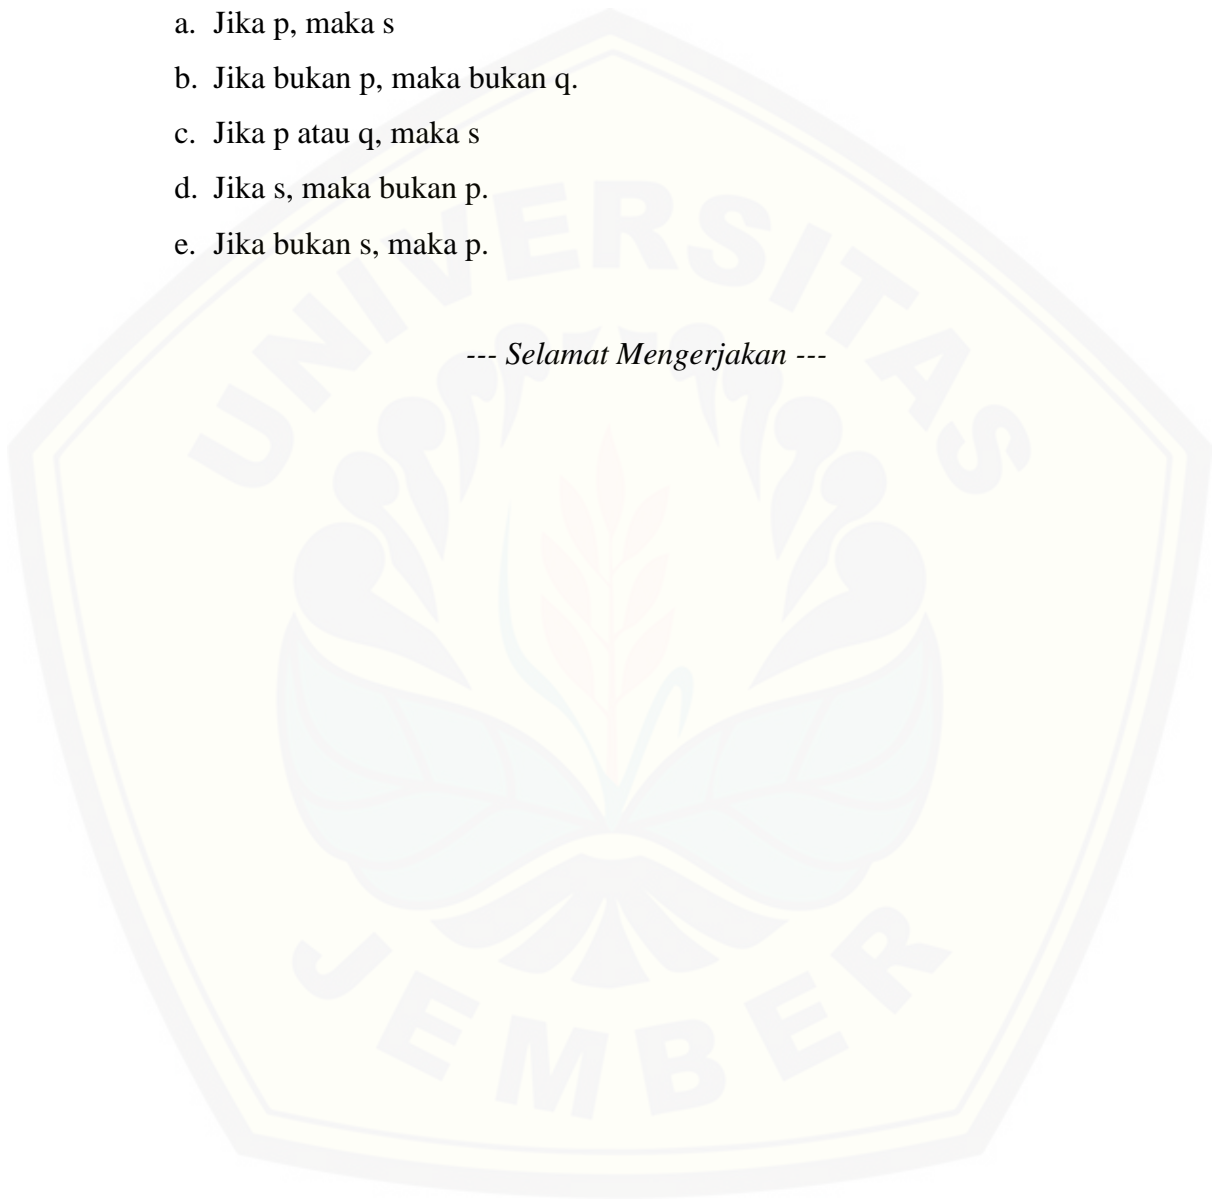 a. Jika p, maka s
b. Jika bukan p, maka bukan q.
c. Jika p atau q, maka s
d. Jika s, maka bukan p.
e. Jika bukan s, maka p.
--- Selamat Mengerjakan ---
UNIVERSITAS
JEMBER